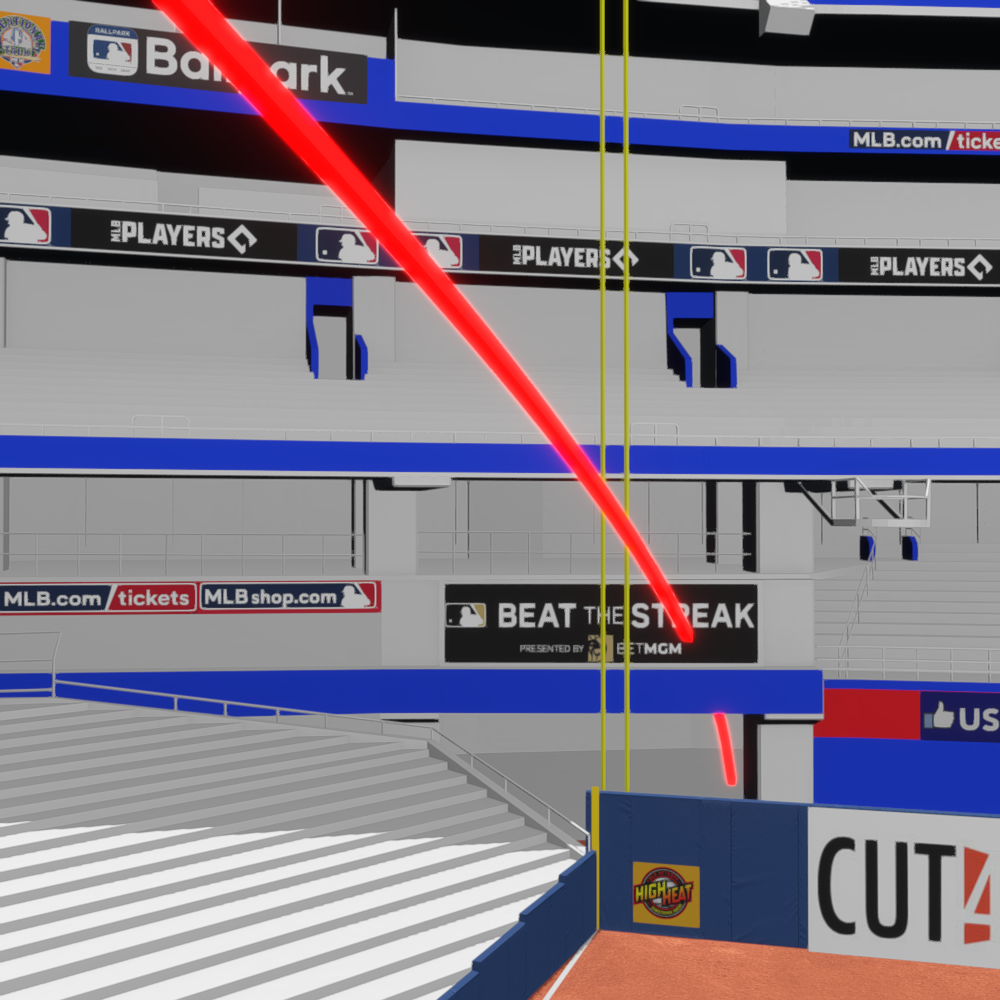 BALLPARK
Ballpark
MLB.com/ticke
MLB PLAYERS
MLB PLAYERS
MLB PLAYERS
MLB.com/tickets
MLBshop.com
BEAT THE STREAK
PRESENTED BY BETMGM
US
HIGH HEAT
CUT4